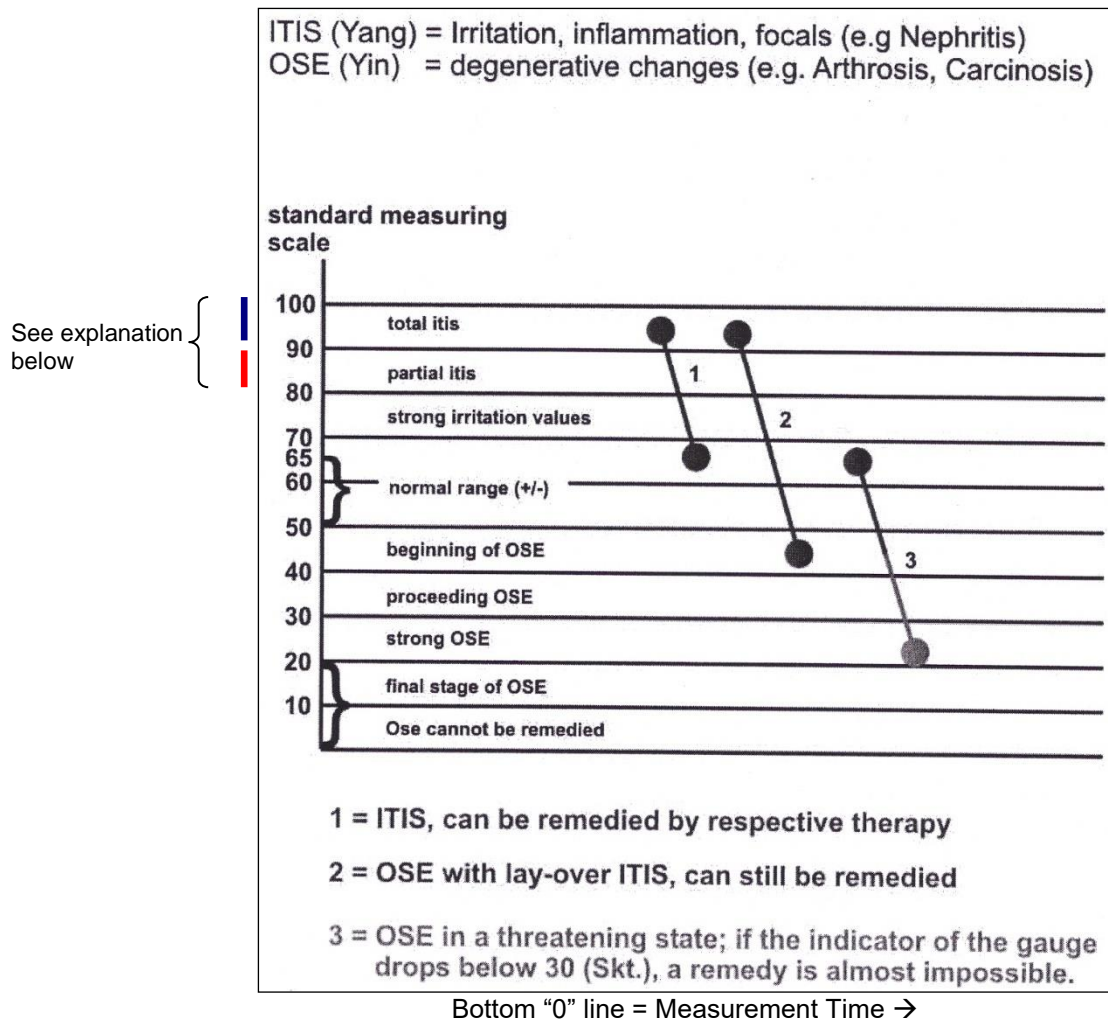 ITIS (Yang) = Irritation, inflammation, focals (e.g Nephritis)
OSE (Yin) = degenerative changes (e.g. Arthrosis, Carcinosis)
standard measuring
scale
See explanation
below
100
total itis
90
partial itis
1
80
strong irritation values
2
70
65
60
normal range (+/-)
50
beginning of OSE
3
40
proceeding OSE
30
strong OSE
20
final stage of OSE
10
Ose cannot be remedied
1 = ITIS, can be remedied by respective therapy
2 = OSE with lay-over ITIS, can still be remedied
3 = OSE in a threatening state; if the indicator of the gauge
drops below 30 (Skt.), a remedy is almost impossible.
Bottom “0” line = Measurement Time →